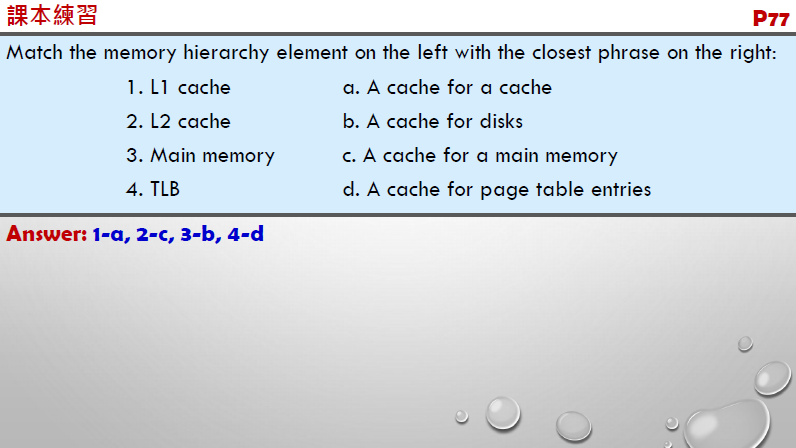 課本練習 P77
Match the memory hierarchy element on the left with the closest phrase on the right:
1. L1 cache a. A cache for a cache
2. L2 cache b. A cache for disks
3. Main memory c. A cache for a main memory
4. TLB d. A cache for page table entries
Answer: 1-a, 2-c, 3-b, 4-d